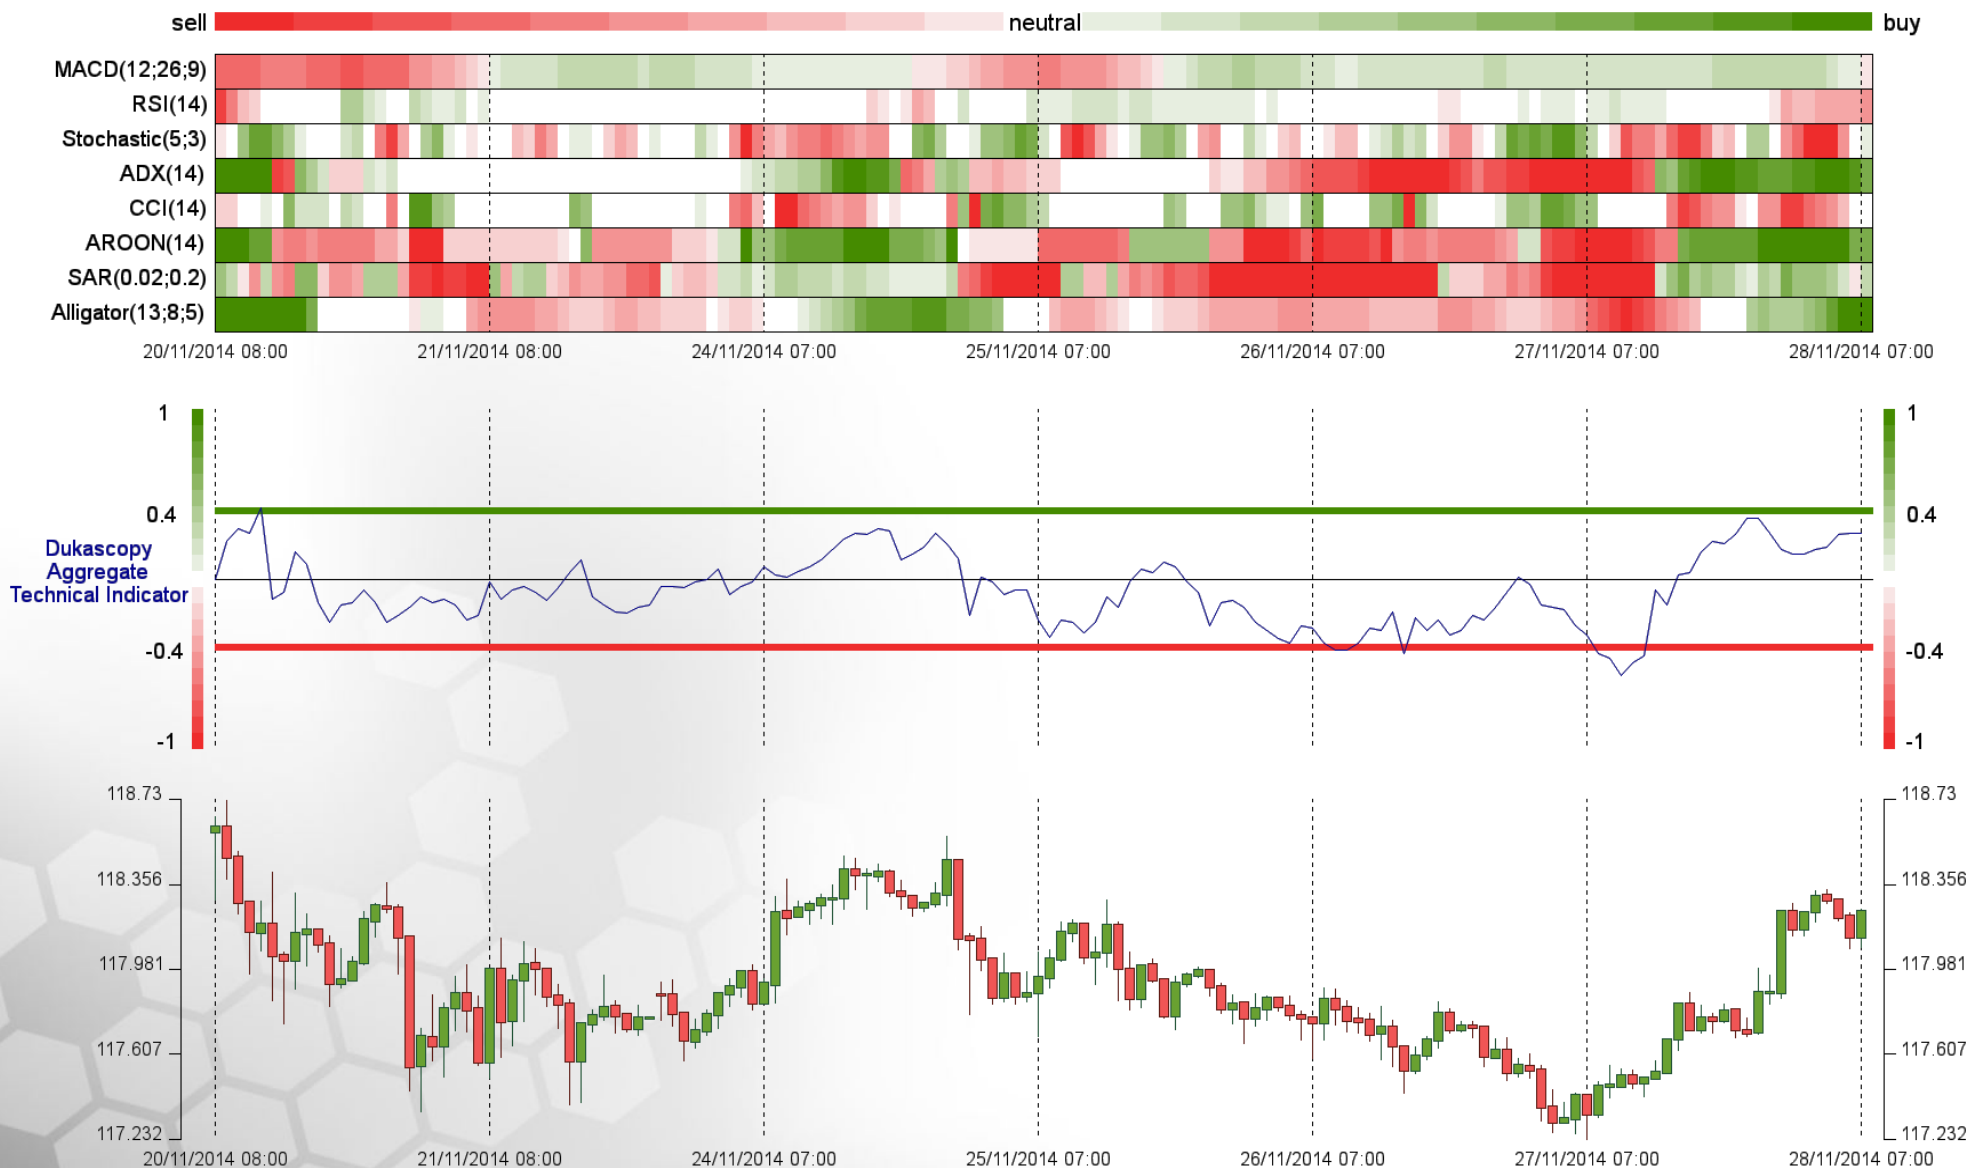 sell neutral buy
MACD(12;26;9)
RSI(14)
Stochastic(5;3)
ADX(14)
CCI(14)
AROON(14)
SAR(0.02;0.2)
Alligator(13;8;5)
20/11/2014 08:00 21/11/2014 08:00 24/11/2014 07:00 25/11/2014 07:00 26/11/2014 07:00 27/11/2014 07:00 28/11/2014 07:00
1 1
0.4 0.4
Dukascopy
Aggregate
Technical Indicator
-0.4 -0.4
-1 -1
118.73 118.73
118.356 118.356
117.981 117.981
117.607 117.607
117.232 117.232
20/11/2014 08:00 21/11/2014 08:00 24/11/2014 07:00 25/11/2014 07:00 26/11/2014 07:00 27/11/2014 07:00 28/11/2014 07:00